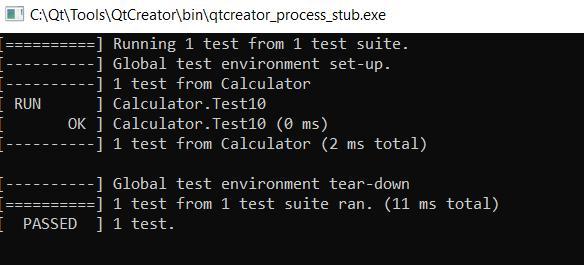 C:\Qt\Tools\QtCreator\bin\qtcreator_process_stub.exe
[==========] Running 1 test from 1 test suite.
[----------] Global test environment set-up.
[----------] 1 test from Calculator
[ RUN      ] Calculator.Test10
[       OK ] Calculator.Test10 (0 ms)
[----------] 1 test from Calculator (2 ms total)

[----------] Global test environment tear-down
[==========] 1 test from 1 test suite ran. (11 ms total)
[  PASSED  ] 1 test.